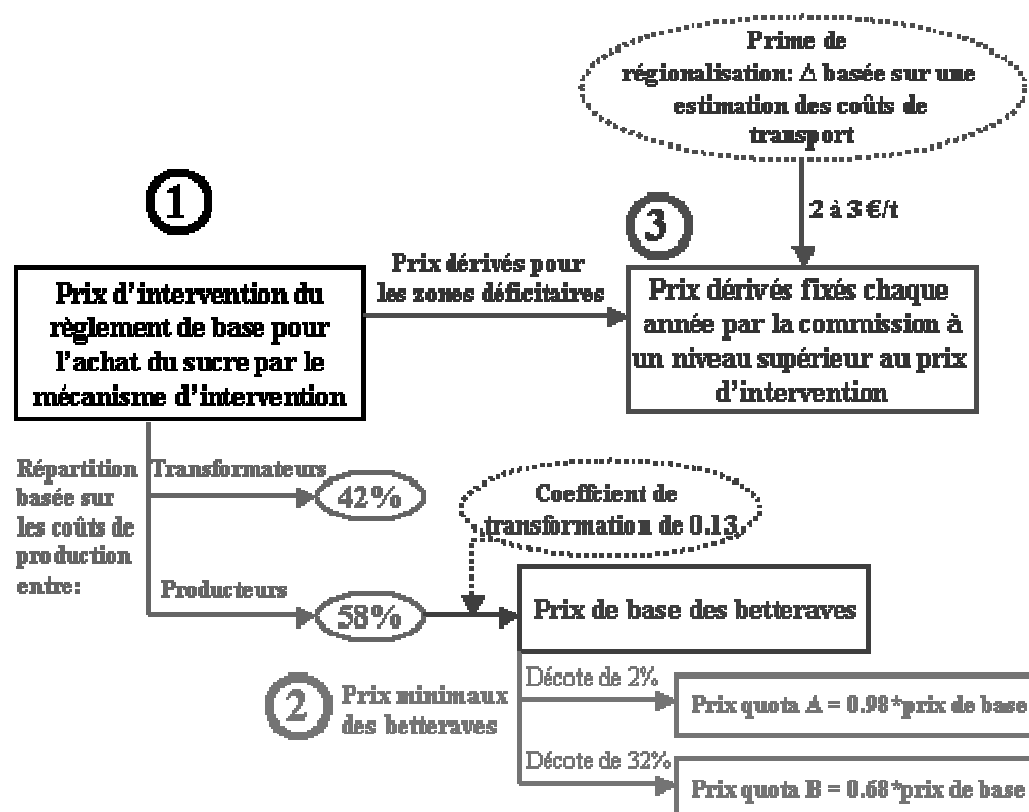 Prime de
régionalisation: Δ basée sur une
estimation des coûts de
transport
1
3
2 à 3 €/t
Prix dérivés pour
les zones déficitaires
Prix d'intervention du
règlement de base pour
l'achat du sucre par le
mécanisme d'intervention
Prix dérivés fixés chaque
année par la commission à
un niveau supérieur au prix
d'intervention
Répartition
basée sur
les coûts de
production
entre:
Transformateurs
42%
Coefficient de
transformation de 0.13
Producteurs
58%
Prix de base des betteraves
2
Prix minimaux
des betteraves
Décote de 2%
Prix quota A = 0.98*prix de base
Décote de 32%
Prix quota B = 0.68*prix de base